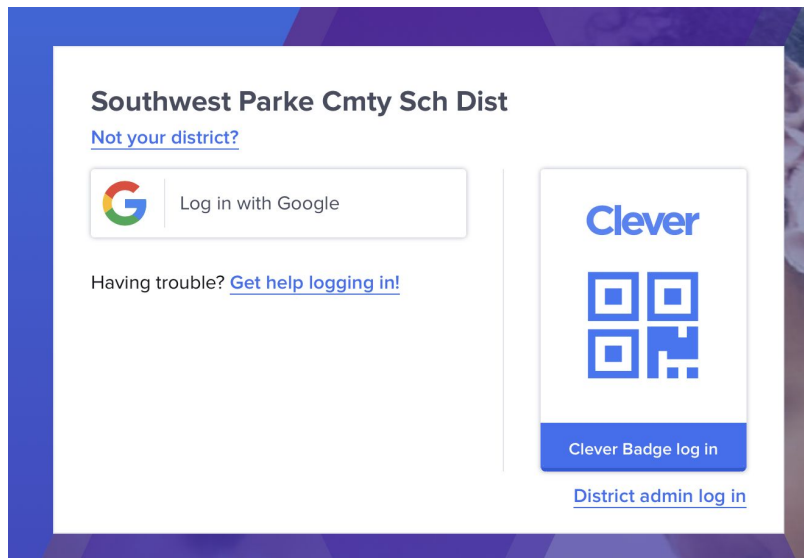 Southwest Parke Cmty Sch Dist
Not your district?
Log in with Google
Having trouble? Get help logging in!
Clever
Clever Badge log in
District admin log in